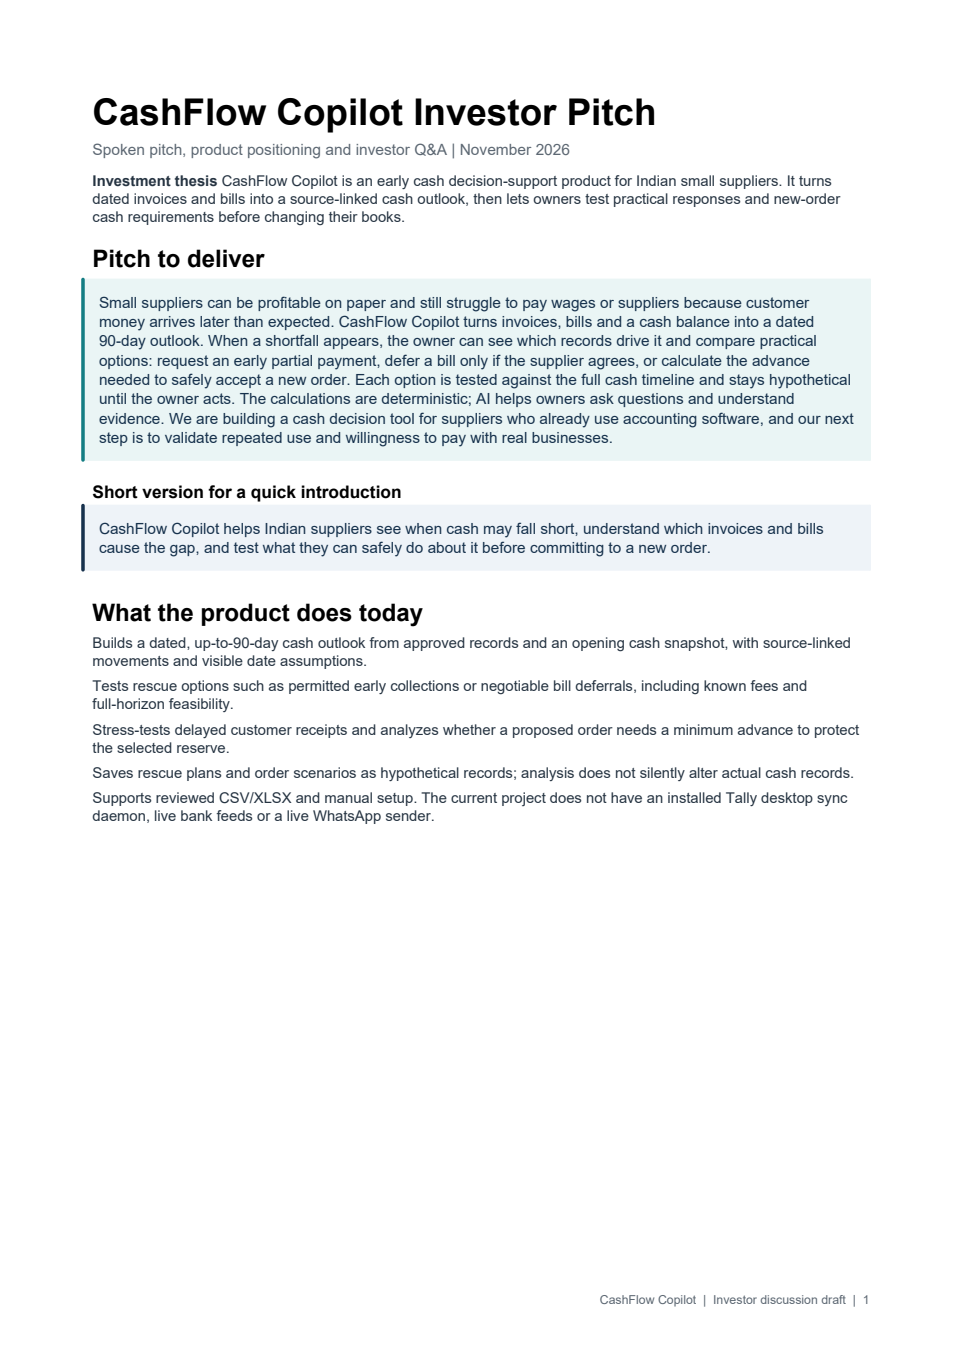 CashFlow Copilot Investor Pitch
Spoken pitch, product positioning and investor Q&A | November 2026
Investment thesis CashFlow Copilot is an early cash decision-support product for Indian small suppliers. It turns
dated invoices and bills into a source-linked cash outlook, then lets owners test practical responses and new-order
cash requirements before changing their books.
Pitch to deliver
Small suppliers can be profitable on paper and still struggle to pay wages or suppliers because customer
money arrives later than expected. CashFlow Copilot turns invoices, bills and a cash balance into a dated
90-day outlook. When a shortfall appears, the owner can see which records drive it and compare practical
options: request an early partial payment, defer a bill only if the supplier agrees, or calculate the advance
needed to safely accept a new order. Each option is tested against the full cash timeline and stays hypothetical
until the owner acts. The calculations are deterministic; AI helps owners ask questions and understand
evidence. We are building a cash decision tool for suppliers who already use accounting software, and our next
step is to validate repeated use and willingness to pay with real businesses.
Short version for a quick introduction
CashFlow Copilot helps Indian suppliers see when cash may fall short, understand which invoices and bills
cause the gap, and test what they can safely do about it before committing to a new order.
What the product does today
Builds a dated, up-to-90-day cash outlook from approved records and an opening cash snapshot, with source-linked
movements and visible date assumptions.
Tests rescue options such as permitted early collections or negotiable bill deferrals, including known fees and
full-horizon feasibility.
Stress-tests delayed customer receipts and analyzes whether a proposed order needs a minimum advance to protect
the selected reserve.
Saves rescue plans and order scenarios as hypothetical records; analysis does not silently alter actual cash records.
Supports reviewed CSV/XLSX and manual setup. The current project does not have an installed Tally desktop sync
daemon, live bank feeds or a live WhatsApp sender.
CashFlow Copilot | Investor discussion draft | 1